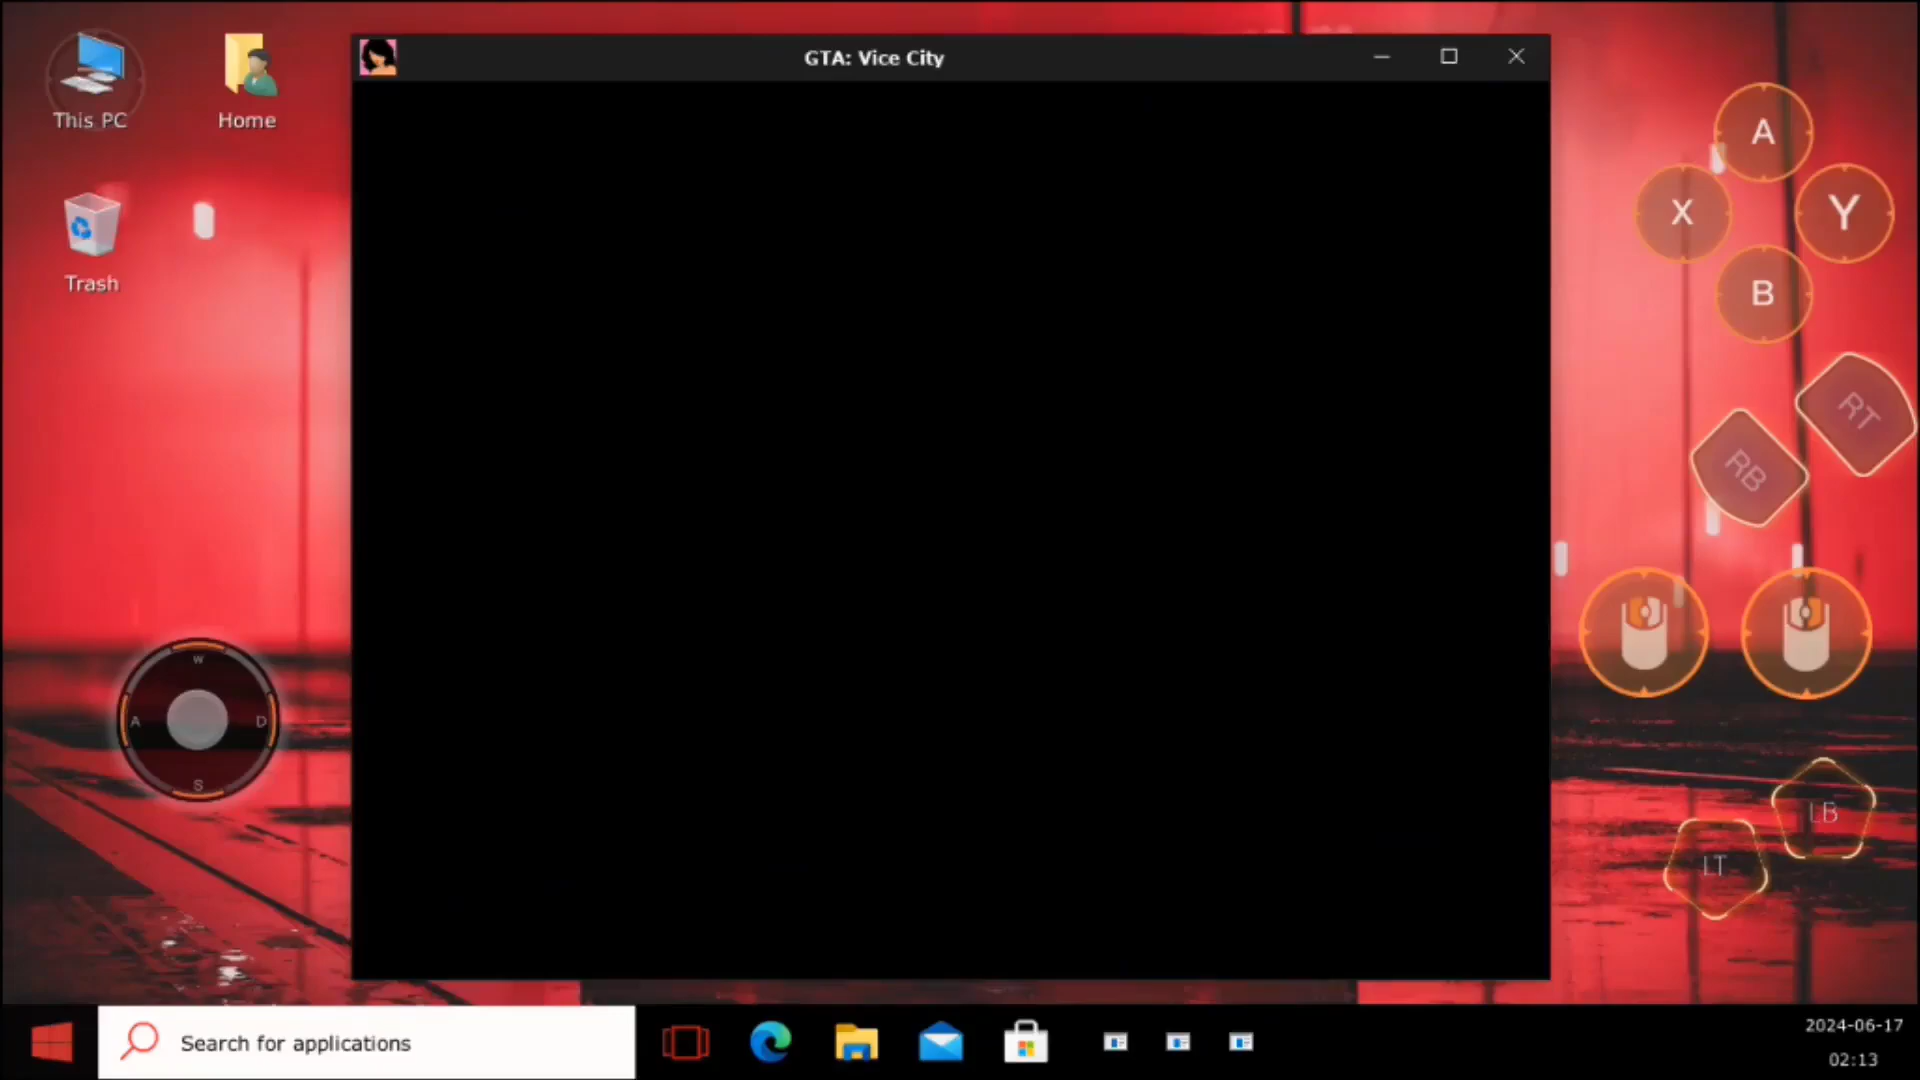 GTA: Vice City
This PC
Home
Trash
A
X
Y
B
RT
RB
W
A
D
S
LB
LT
Search for applications
2024-06-17
02:13